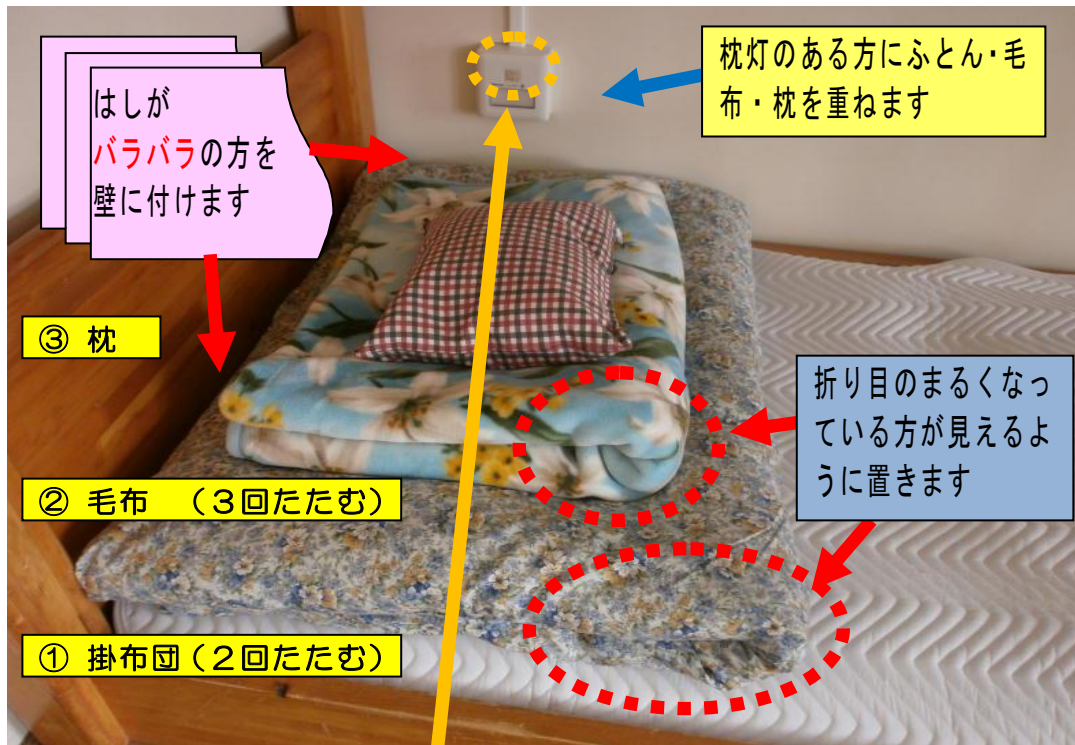 はしが
バラバラの方を
壁に付けます
枕灯のある方にふとん・毛
布・枕を重ねます
③ 枕
折り目のまるくなっ
ている方が見えるよ
うに置きます
② 毛布 （３回たたむ）
① 掛布団（２回たたむ）